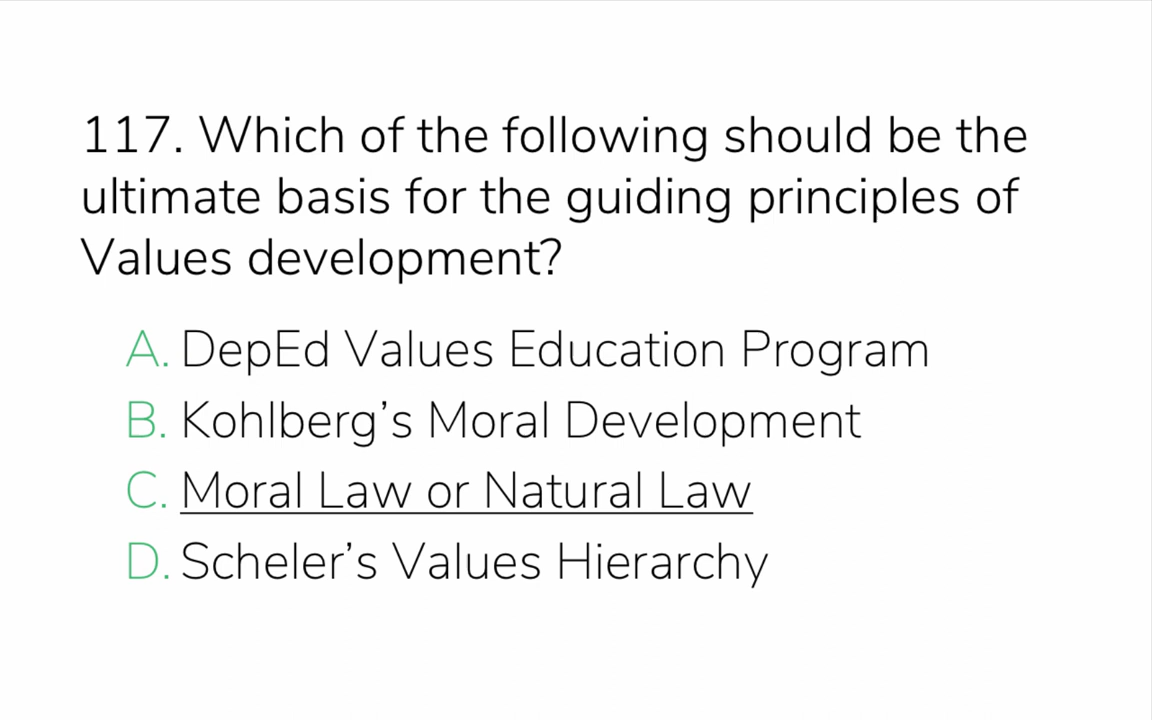 117. Which of the following should be the
ultimate basis for the guiding principles of
Values development?
A. DepEd Values Education Program
B. Kohlberg’s Moral Development
C. Moral Law or Natural Law
D. Scheler’s Values Hierarchy